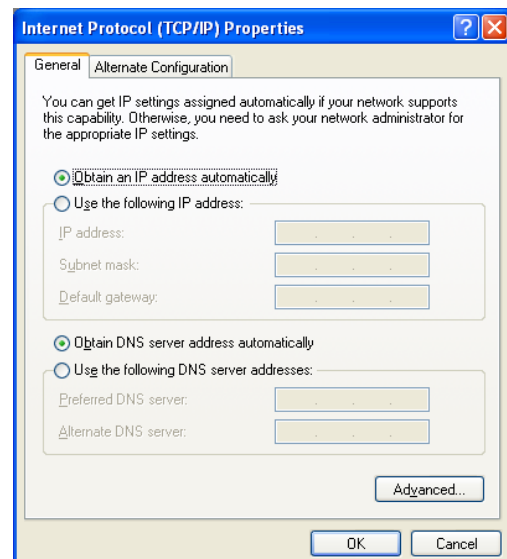 Internet Protocol (TCP/IP) Properties
General
Alternate Configuration
You can get IP settings assigned automatically if your network supports
this capability. Otherwise, you need to ask your network administrator for
the appropriate IP settings.
Obtain an IP address automatically
Use the following IP address:
IP address:
Subnet mask:
Default gateway:
Obtain DNS server address automatically
Use the following DNS server addresses:
Preferred DNS server:
Alternate DNS server:
Advanced...
OK
Cancel